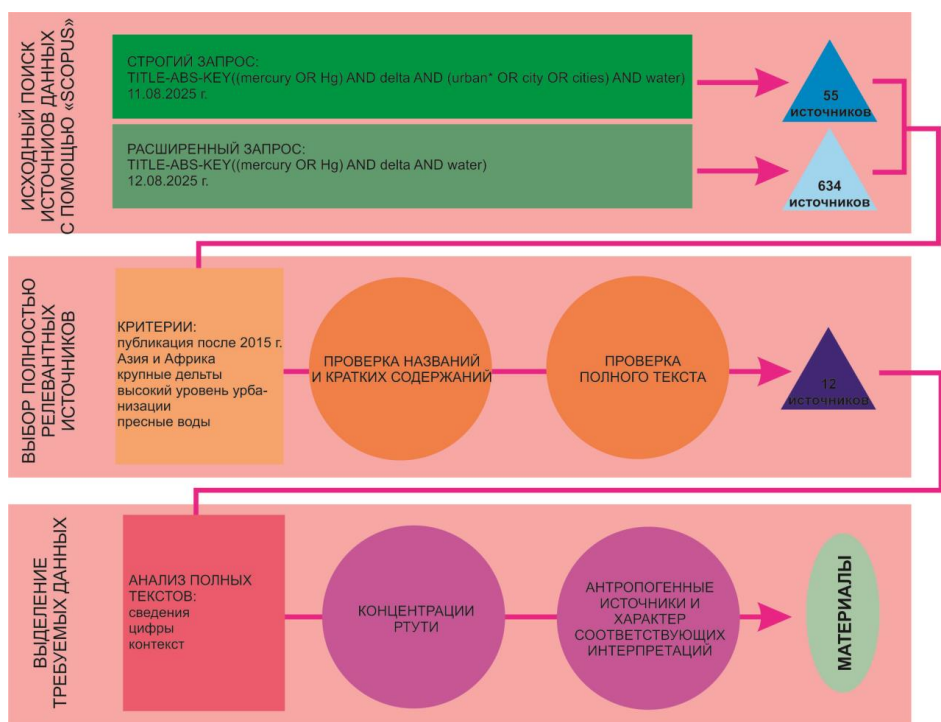 ИСХОДНЫЙ ПОИСК
ИСТОЧНИОВ ДАННЫХ
С ПОМОЩЬЮ «SCOPUS»
СТРОГИЙ ЗАПРОС:
TITLE-ABS-KEY((mercury OR Hg) AND delta AND (urban* OR city OR cities) AND water)
11.08.2025 г.
55
источников
РАСШИРЕННЫЙ ЗАПРОС:
TITLE-ABS-KEY((mercury OR Hg) AND delta AND water)
12.08.2025 г.
634
источников
ВЫБОР ПОЛНОСТЬЮ
РЕЛЕВАНТНЫХ
ИСТОЧНИКОВ
КРИТЕРИИ:
публикация после 2015 г.
Азия и Африка
крупные дельты
высокий уровень урба-
низации
пресные воды
ПРОВЕРКА НАЗВАНИЙ
И КРАТКИХ СОДЕРЖАНИЙ
ПРОВЕРКА
ПОЛНОГО ТЕКСТА
12
источников
ВЫДЕЛЕНИЕ
ТРЕБУЕМЫХ ДАННЫХ
АНАЛИЗ ПОЛНЫХ
ТЕКСТОВ:
сведения
цифры
контекст
КОНЦЕНТРАЦИИ
РТУТИ
АНТРОПОГЕННЫЕ
ИСТОЧНИКИ И
ХАРАКТЕР
СООТВЕТСТВУЮЩИХ
ИНТЕРПРЕТАЦИЙ
МАТЕРИАЛЫ